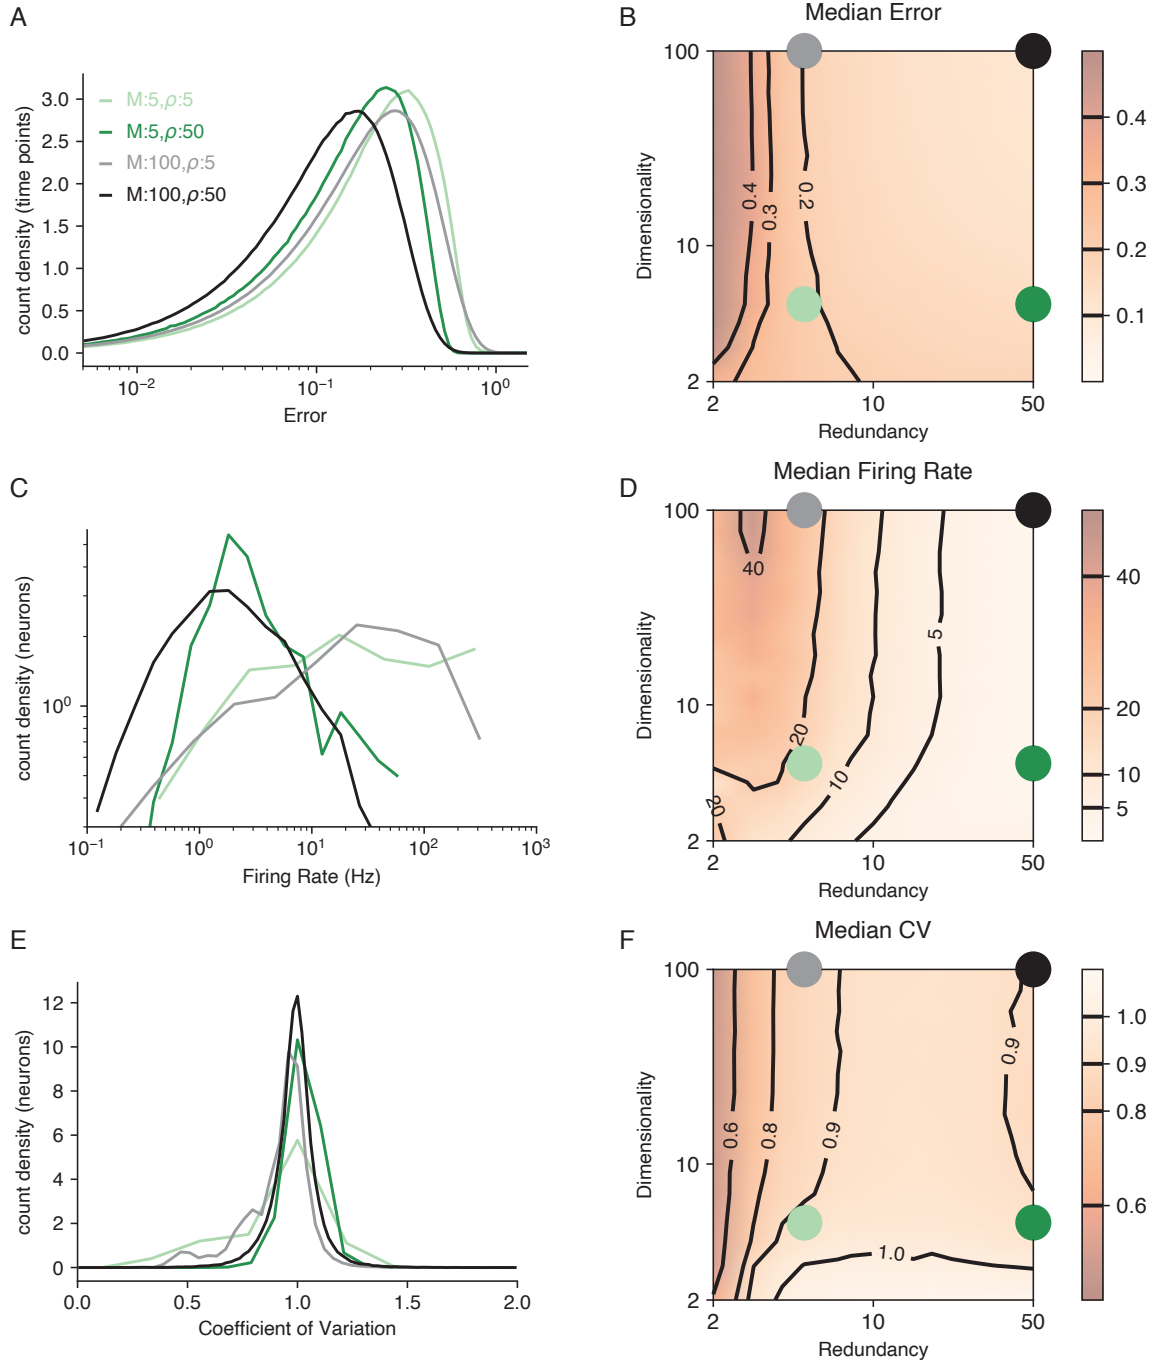 A
count density (time points)
3.0
2.5
2.0
1.5
1.0
0.5
0.0
M:5,ρ:5
M:5,ρ:50
M:100,ρ:5
M:100,ρ:50
10⁻²
10⁻¹
10⁰
Error
B
Median Error
Dimensionality
100
10
2
0.4
0.3
0.2
2
10
50
Redundancy
0.4
0.3
0.2
0.1
C
count density (neurons)
10⁰
10⁻¹
10⁰
10¹
10²
10³
Firing Rate (Hz)
D
Median Firing Rate
Dimensionality
100
10
2
40
5
20
10
20
2
10
50
Redundancy
40
20
10
5
E
count density (neurons)
12
10
8
6
4
2
0
0.0
0.5
1.0
1.5
2.0
Coefficient of Variation
F
Median CV
Dimensionality
100
10
2
0.9
0.6
0.8
0.9
1.0
2
10
50
Redundancy
1.0
0.9
0.8
0.6